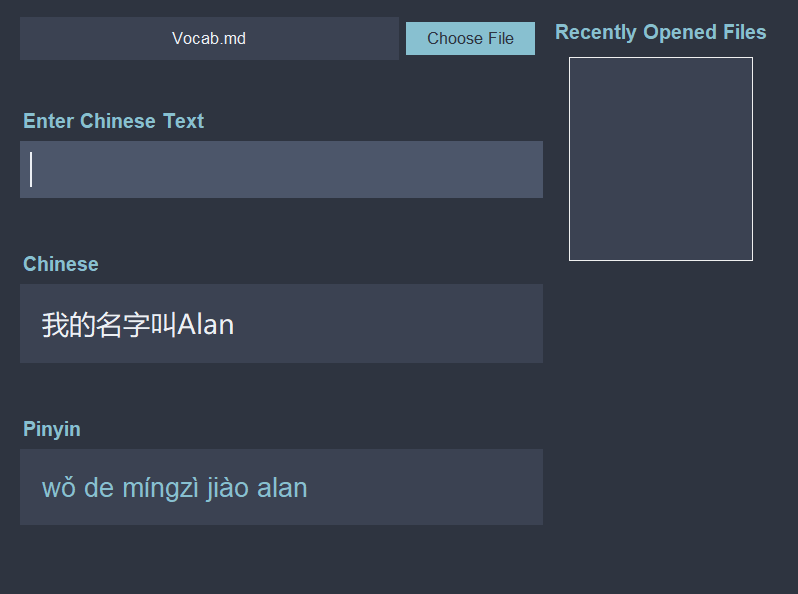 Vocab.md
Choose File
Recently Opened Files
Enter Chinese Text
Chinese
我的名字叫Alan
Pinyin
wǒ de míngzì jiào alan